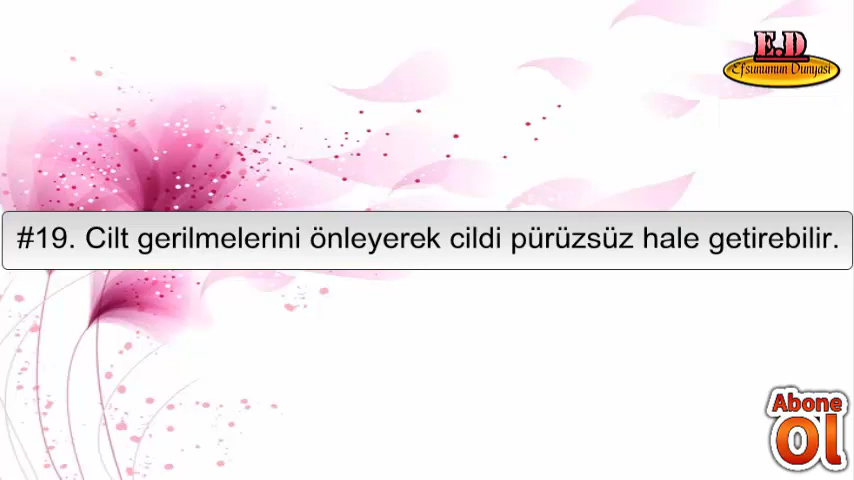 E.D
Efsunumun Dunyasi
#19. Cilt gerilmelerini önleyerek cildi pürüzsüz hale getirebilir.
Abone
ol